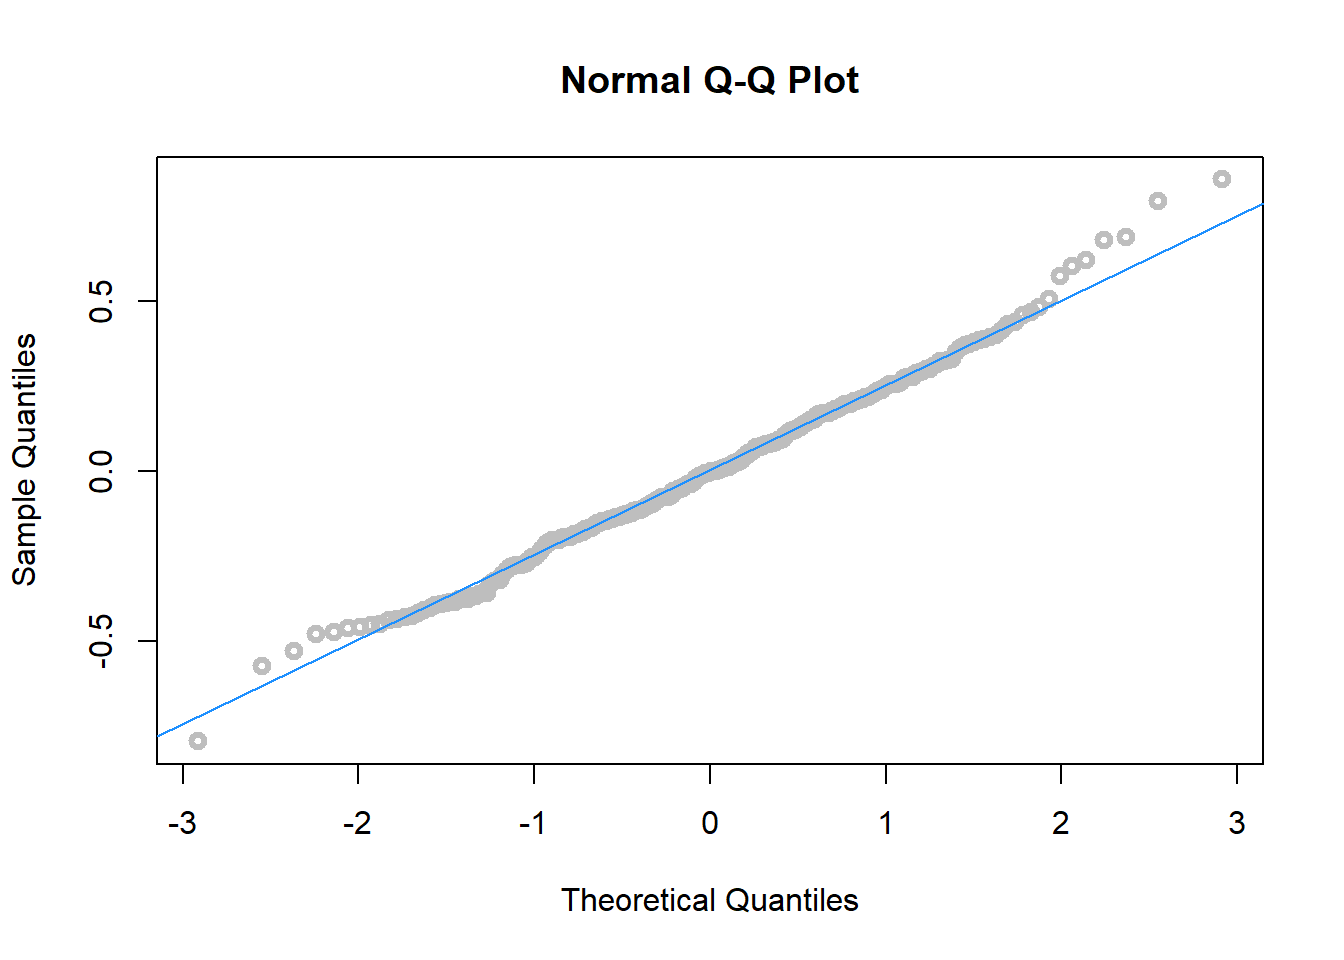 Normal Q-Q Plot
Sample Quantiles
0.5
0.0
-0.5
-3 -2 -1 0 1 2 3
Theoretical Quantiles